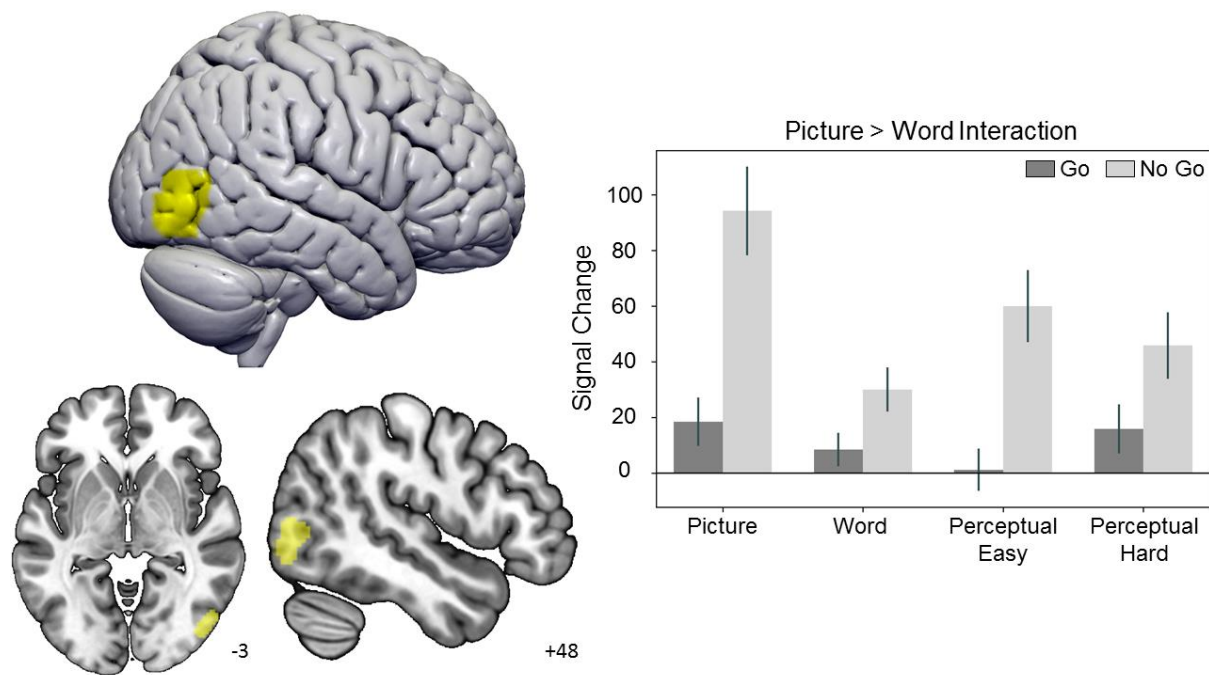 Picture > Word Interaction
Go No Go
Signal Change
100
80
60
40
20
0
Picture Word Perceptual Easy Perceptual Hard
-3 +48